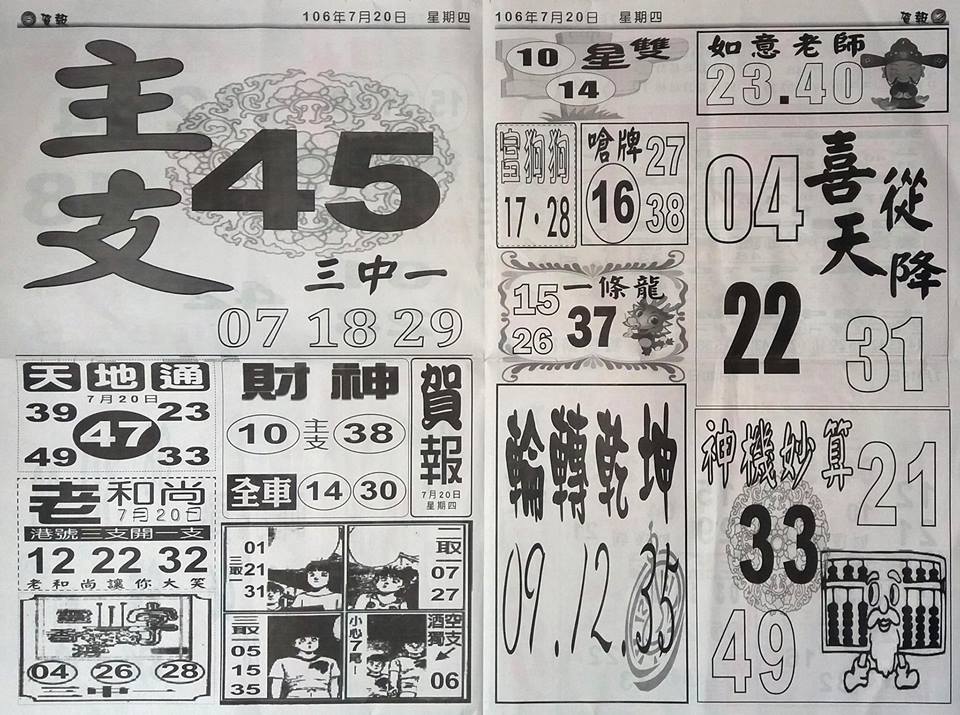 賀報
106年7月20日 星期四
主支
45
三中一
07 18 29
天地通
7月20日
39 23
47
49 33
老和尚
7月20日
港號三支開一支
12 22 32
老和尚讓你大笑
04 26 28
三中一
財神
10 主支 38
全車 14 30
賀報
7月20日
星期四
01
三取一 21
31
二取一
07
27
三取一
05
15
35
小心7尾!
空支
酒獨
06
106年7月20日 星期四
賀報
10 星雙
14
富狗狗
17·28
嗆牌 27
16
38
一條龍
15
37
26
輪轉乾坤
09.12.35
如意老師
23.40
喜從天降
04
22
31
神機妙算
21
33
49